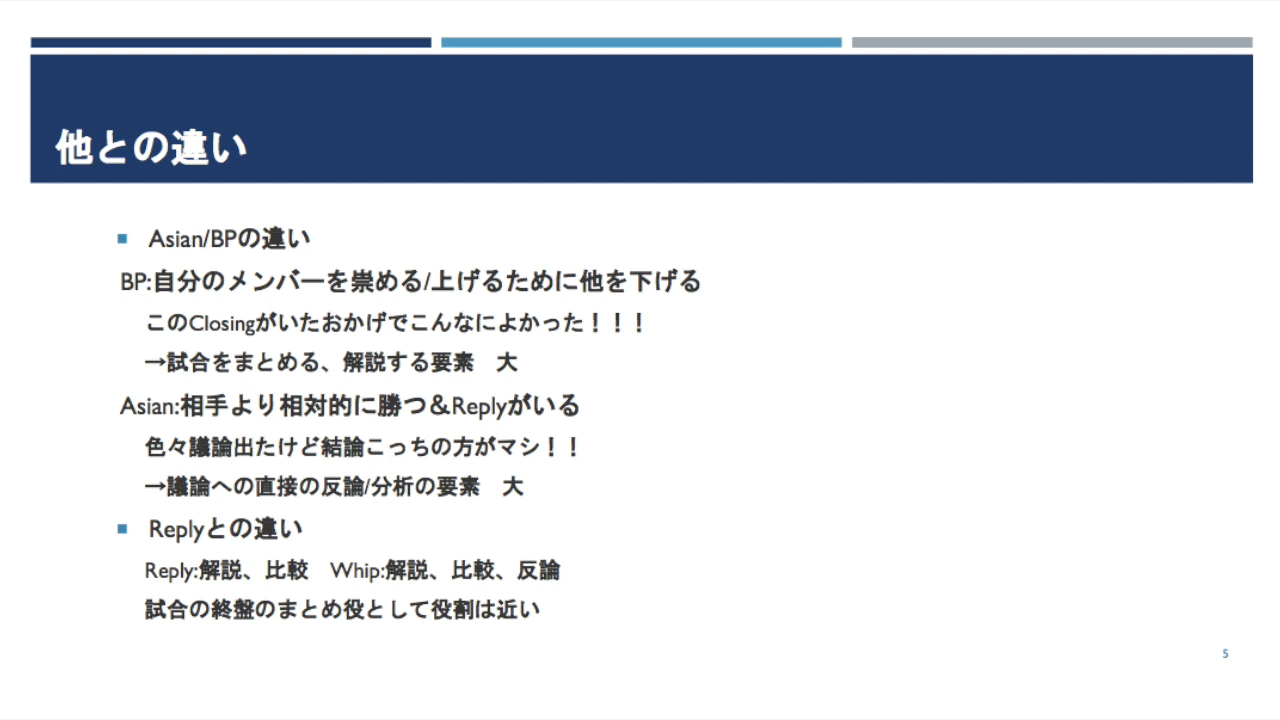 他との違い
Asian/BPの違い
BP:自分のメンバーを崇める/上げるために他を下げる
このClosingがいたおかげでこんなによかった！！！
→試合をまとめる、解説する要素　大
Asian:相手より相対的に勝つ＆Replyがいる
色々議論出たけど結論こっちの方がマシ！！
→議論への直接の反論/分析の要素　大
Replyとの違い
Reply:解説、比較　Whip:解説、比較、反論
試合の終盤のまとめ役として役割は近い
5